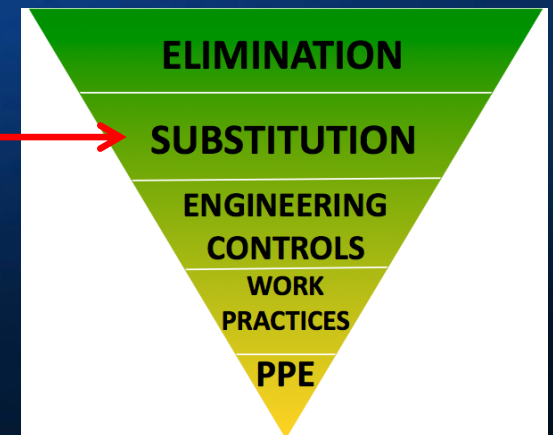 ELIMINATION
SUBSTITUTION
ENGINEERING
CONTROLS
WORK
PRACTICES
PPE